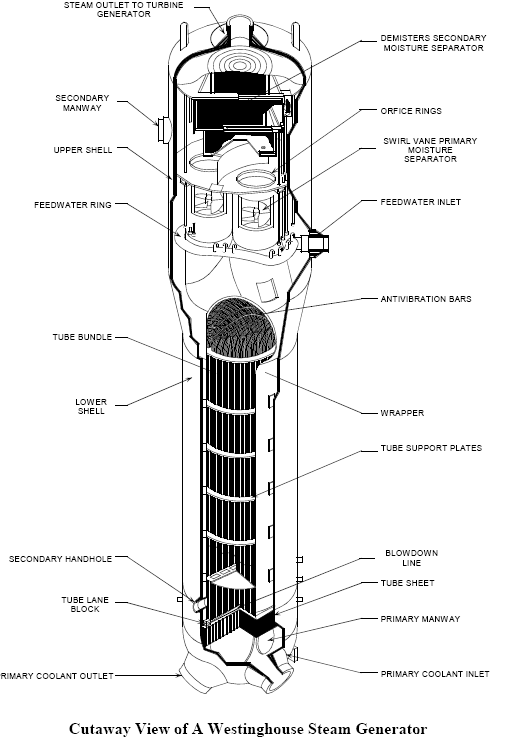 STEAM OUTLET TO TURBINE
GENERATOR
DEMISTERS SECONDARY
MOISTURE SEPARATOR
SECONDARY
MANWAY
ORFICE RINGS
UPPER SHELL
SWIRL VANE PRIMARY
MOISTURE
SEPARATOR
FEEDWATER RING
FEEDWATER INLET
ANTIVIBRATION BARS
TUBE BUNDLE
LOWER
SHELL
WRAPPER
TUBE SUPPORT PLATES
SECONDARY HANDHOLE
BLOWDOWN
LINE
TUBE SHEET
TUBE LANE
BLOCK
PRIMARY MANWAY
PRIMARY COOLANT OUTLET
PRIMARY COOLANT INLET
Cutaway View of A Westinghouse Steam Generator